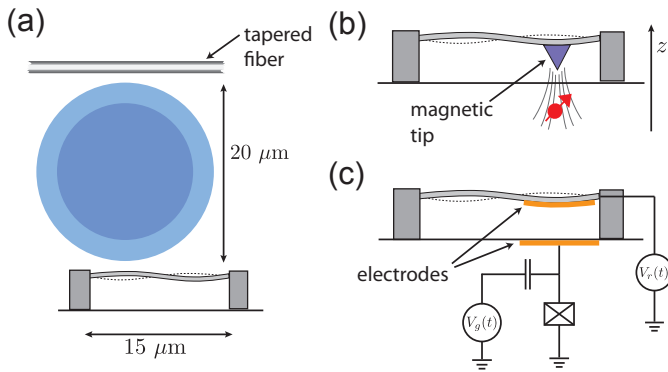 (a)
tapered
fiber
20 μm
15 μm
(b)
z
magnetic
tip
(c)
electrodes
V_g(t)
V_r(t)